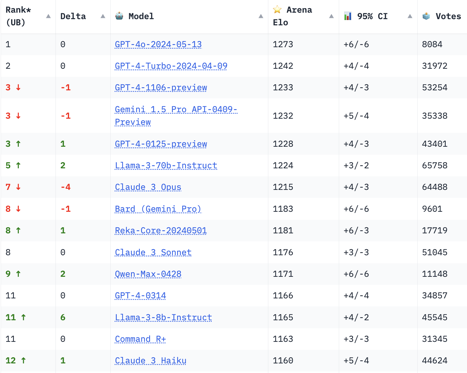 Rank* (UB) Delta 🤖 Model ⭐ Arena Elo 📊 95% CI 🗳️ Votes
1 0 GPT-4o-2024-05-13 1273 +6/-6 8084
2 0 GPT-4-Turbo-2024-04-09 1242 +4/-4 31972
3 ↓ -1 GPT-4-1106-preview 1233 +4/-3 53254
3 ↓ -1 Gemini 1.5 Pro API-0409-Preview 1232 +5/-4 35338
3 ↑ 1 GPT-4-0125-preview 1228 +4/-3 43401
5 ↑ 2 Llama-3-70b-Instruct 1224 +3/-2 65758
7 ↓ -4 Claude 3 Opus 1215 +4/-3 64488
8 ↓ -1 Bard (Gemini Pro) 1183 +6/-6 9601
8 ↑ 1 Reka-Core-20240501 1181 +6/-3 17719
8 0 Claude 3 Sonnet 1176 +3/-3 51045
9 ↑ 2 Qwen-Max-0428 1171 +6/-6 11148
11 0 GPT-4-0314 1166 +4/-4 34857
11 ↑ 6 Llama-3-8b-Instruct 1165 +4/-2 45545
11 0 Command R+ 1163 +3/-3 31345
12 ↑ 1 Claude 3 Haiku 1160 +5/-4 44624